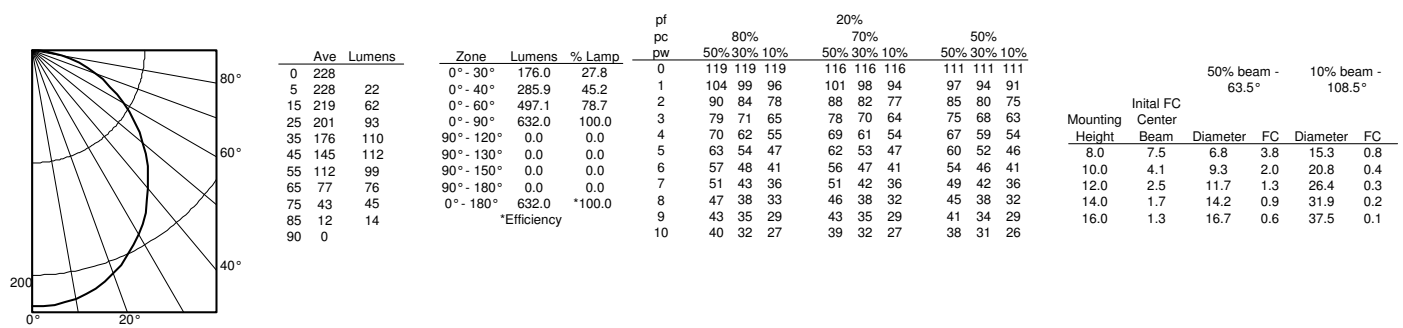 80°
60°
40°
200
0° 20°
Ave Lumens
0 228
5 228 22
15 219 62
25 201 93
35 176 110
45 145 112
55 112 99
65 77 76
75 43 45
85 12 14
90 0
Zone Lumens % Lamp
0° - 30° 176.0 27.8
0° - 40° 285.9 45.2
0° - 60° 497.1 78.7
0° - 90° 632.0 100.0
90° - 120° 0.0 0.0
90° - 130° 0.0 0.0
90° - 150° 0.0 0.0
90° - 180° 0.0 0.0
0° - 180° 632.0 *100.0
*Efficiency
pf 20%
pc 80% 70% 50%
pw 50% 30% 10% 50% 30% 10% 50% 30% 10%
0 119 119 119 116 116 116 111 111 111
1 104 99 96 101 98 94 97 94 91
2 90 84 78 88 82 77 85 80 75
3 79 71 65 78 70 64 75 68 63
4 70 62 55 69 61 54 67 59 54
5 63 54 47 62 53 47 60 52 46
6 57 48 41 56 47 41 54 46 41
7 51 43 36 51 42 36 49 42 36
8 47 38 33 46 38 32 45 38 32
9 43 35 29 43 35 29 41 34 29
10 40 32 27 39 32 27 38 31 26
50% beam - 10% beam -
63.5° 108.5°
Inital FC
Mounting Center
Height Beam Diameter FC Diameter FC
8.0 7.5 6.8 3.8 15.3 0.8
10.0 4.1 9.3 2.0 20.8 0.4
12.0 2.5 11.7 1.3 26.4 0.3
14.0 1.7 14.2 0.9 31.9 0.2
16.0 1.3 16.7 0.6 37.5 0.1